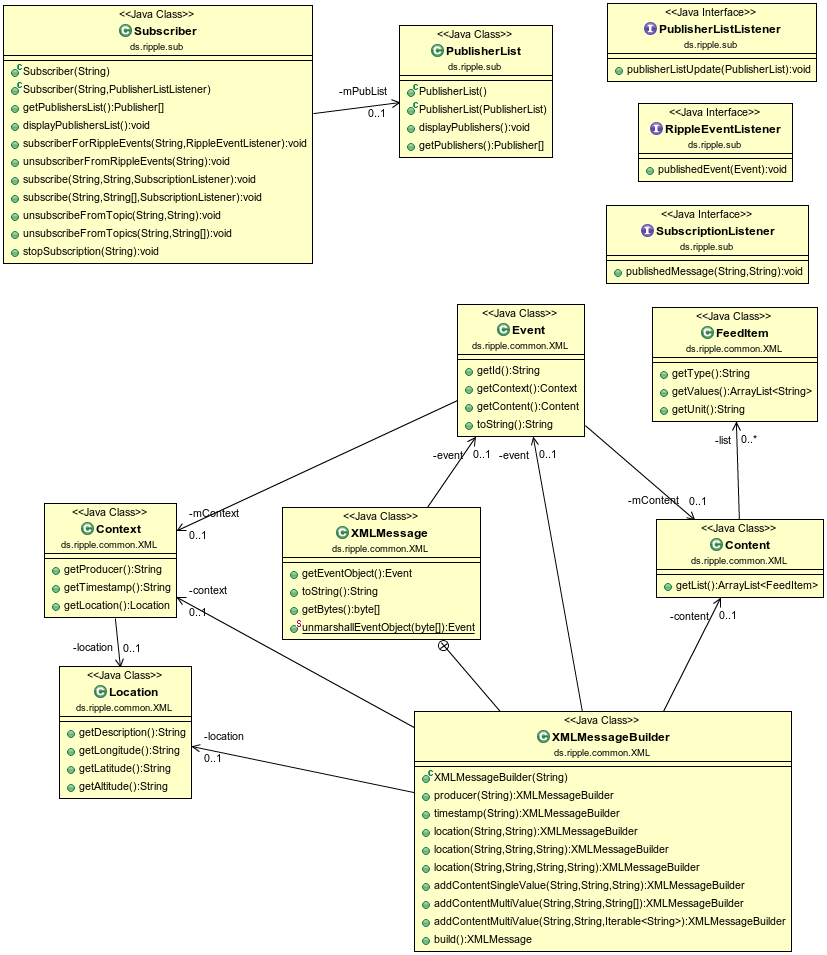 <<Java Class>>
Subscriber
ds.ripple.sub
Subscriber(String)
Subscriber(String,PublisherListListener)
getPublishersList():Publisher[]
displayPublishersList():void
subscriberForRippleEvents(String,RippleEventListener):void
unsubscriberFromRippleEvents(String):void
subscribe(String,String,SubscriptionListener):void
subscribe(String,String[],SubscriptionListener):void
unsubscribeFromTopic(String,String):void
unsubscribeFromTopics(String,String[]):void
stopSubscription(String):void
-mPubList
0..1
<<Java Class>>
PublisherList
ds.ripple.sub
PublisherList()
PublisherList(PublisherList)
displayPublishers():void
getPublishers():Publisher[]
<<Java Interface>>
PublisherListListener
ds.ripple.sub
publisherListUpdate(PublisherList):void
<<Java Interface>>
RippleEventListener
ds.ripple.sub
publishedEvent(Event):void
<<Java Interface>>
SubscriptionListener
ds.ripple.sub
publishedMessage(String,String):void
<<Java Class>>
Event
ds.ripple.common.XML
getId():String
getContext():Context
getContent():Content
toString():String
<<Java Class>>
FeedItem
ds.ripple.common.XML
getType():String
getValues():ArrayList<String>
getUnit():String
-list
0..*
-event
0..1
-event
0..1
-mContent
0..1
-mContext
0..1
<<Java Class>>
Context
ds.ripple.common.XML
getProducer():String
getTimestamp():String
getLocation():Location
<<Java Class>>
XMLMessage
ds.ripple.common.XML
getEventObject():Event
toString():String
getBytes():byte[]
unmarshallEventObject(byte[]):Event
<<Java Class>>
Content
ds.ripple.common.XML
getList():ArrayList<FeedItem>
-context
0..1
-content
0..1
-location
0..1
<<Java Class>>
Location
ds.ripple.common.XML
getDescription():String
getLongitude():String
getLatitude():String
getAltitude():String
-location
0..1
<<Java Class>>
XMLMessageBuilder
ds.ripple.common.XML
XMLMessageBuilder(String)
producer(String):XMLMessageBuilder
timestamp(String):XMLMessageBuilder
location(String,String):XMLMessageBuilder
location(String,String,String):XMLMessageBuilder
location(String,String,String,String):XMLMessageBuilder
addContentSingleValue(String,String,String):XMLMessageBuilder
addContentMultiValue(String,String,String[]):XMLMessageBuilder
addContentMultiValue(String,String,Iterable<String>):XMLMessageBuilder
build():XMLMessage